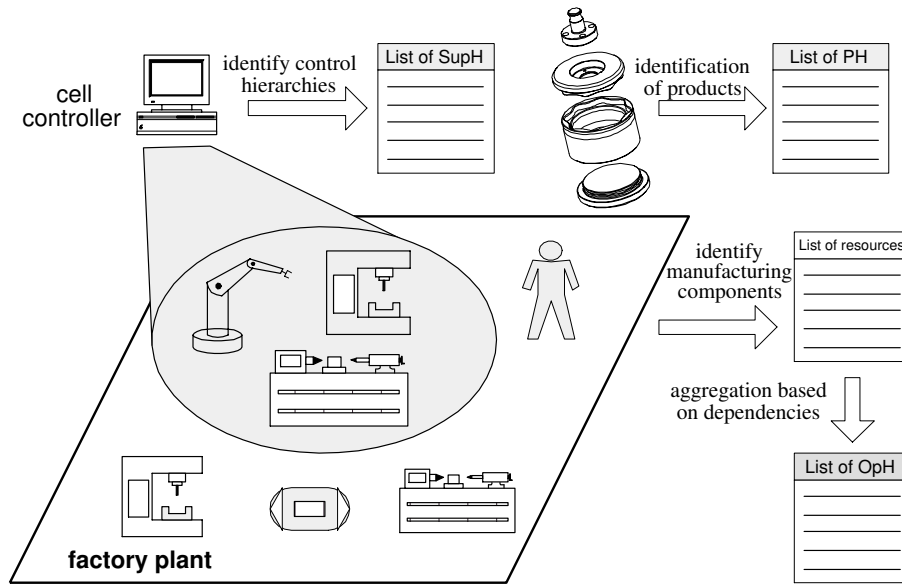 cell
controller
identify control
hierarchies
List of SupH
identification
of products
List of PH
identify
manufacturing
components
List of resources
aggregation based
on dependencies
List of OpH
factory plant